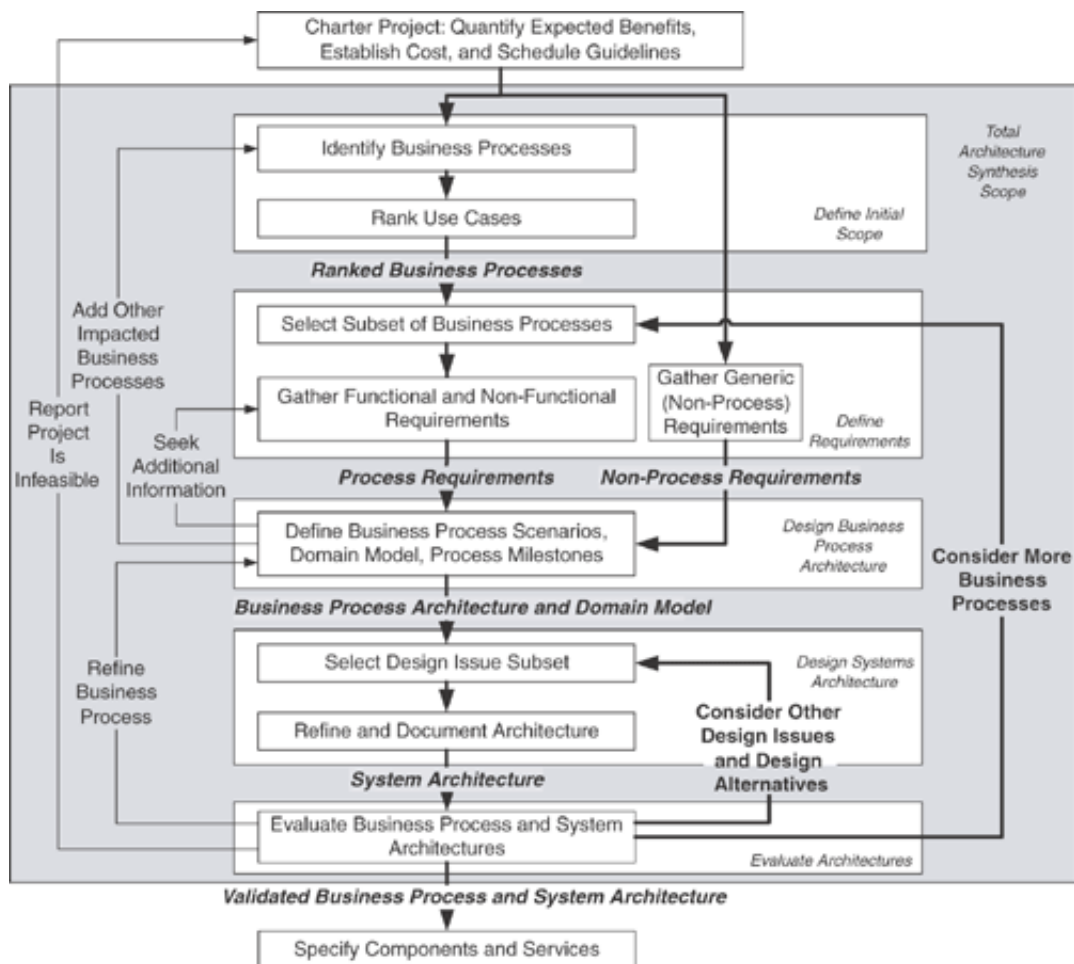 Charter Project: Quantify Expected Benefits,
Establish Cost, and Schedule Guidelines
Total
Architecture
Synthesis
Scope
Identify Business Processes
Rank Use Cases
Define Initial
Scope
Ranked Business Processes
Add Other
Impacted
Business
Processes
Select Subset of Business Processes
Gather Functional and Non-Functional
Requirements
Gather Generic
(Non-Process)
Requirements
Define
Requirements
Report
Project
Is
Infeasible
Seek
Additional
Information
Process Requirements
Non-Process Requirements
Define Business Process Scenarios,
Domain Model, Process Milestones
Design Business
Process
Architecture
Consider More
Business
Processes
Business Process Architecture and Domain Model
Refine
Business
Process
Select Design Issue Subset
Design Systems
Architecture
Refine and Document Architecture
Consider Other
Design Issues
and Design
Alternatives
System Architecture
Evaluate Business Process and System
Architectures
Evaluate Architectures
Validated Business Process and System Architecture
Specify Components and Services